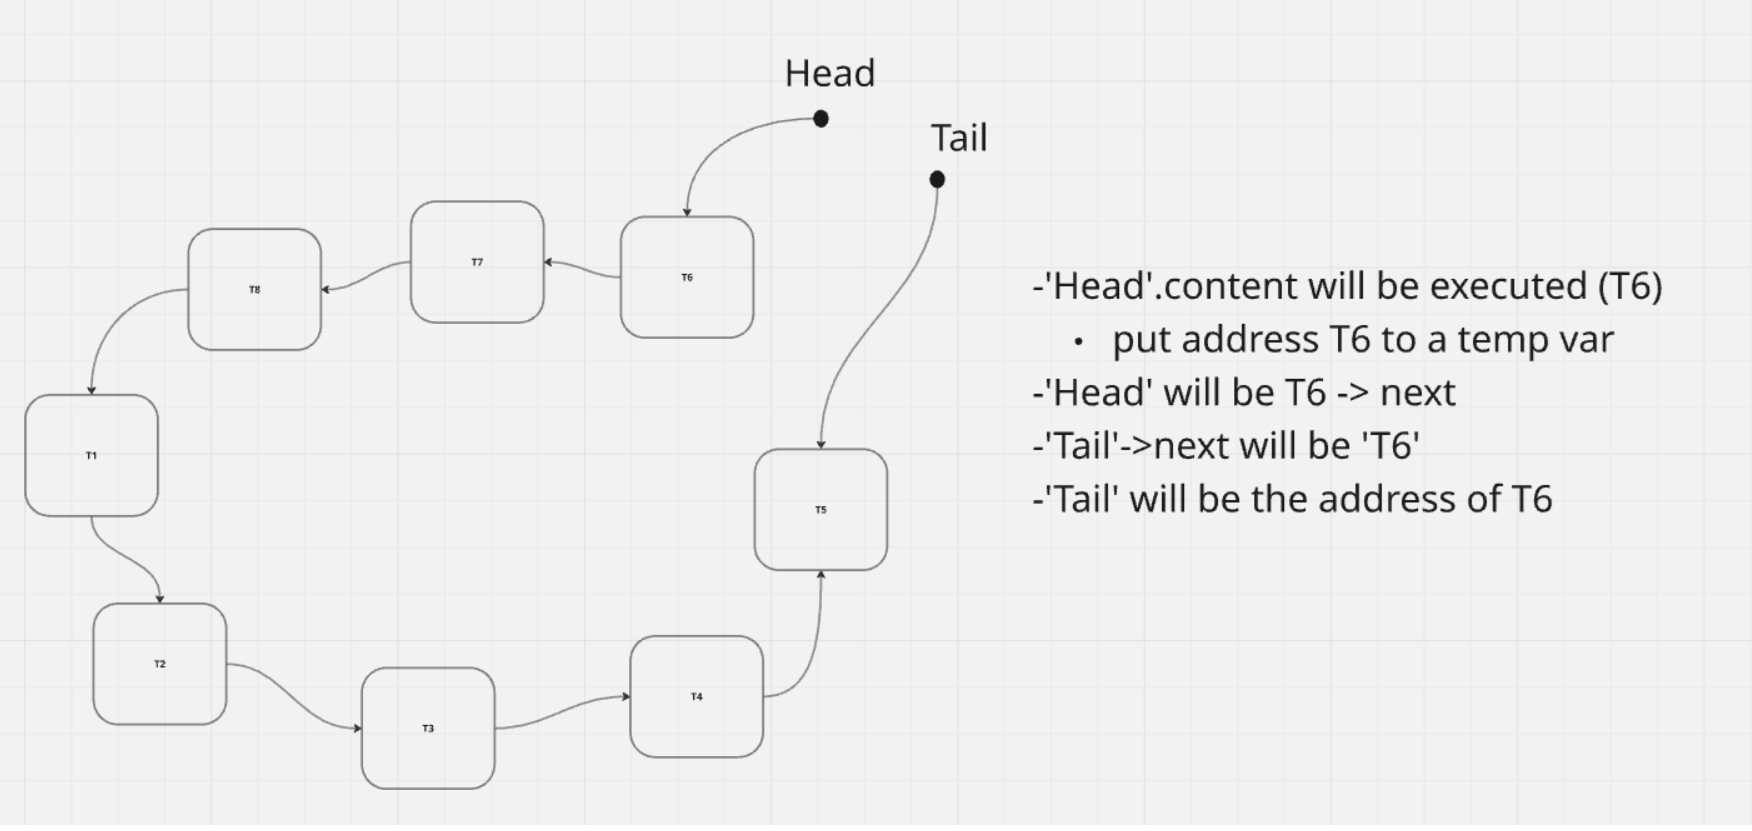 Head
Tail
T7
T6
T8
T1
T5
T2
T4
T3
-'Head'.content will be executed (T6)
• put address T6 to a temp var
-'Head' will be T6 -> next
-'Tail'->next will be 'T6'
-'Tail' will be the address of T6